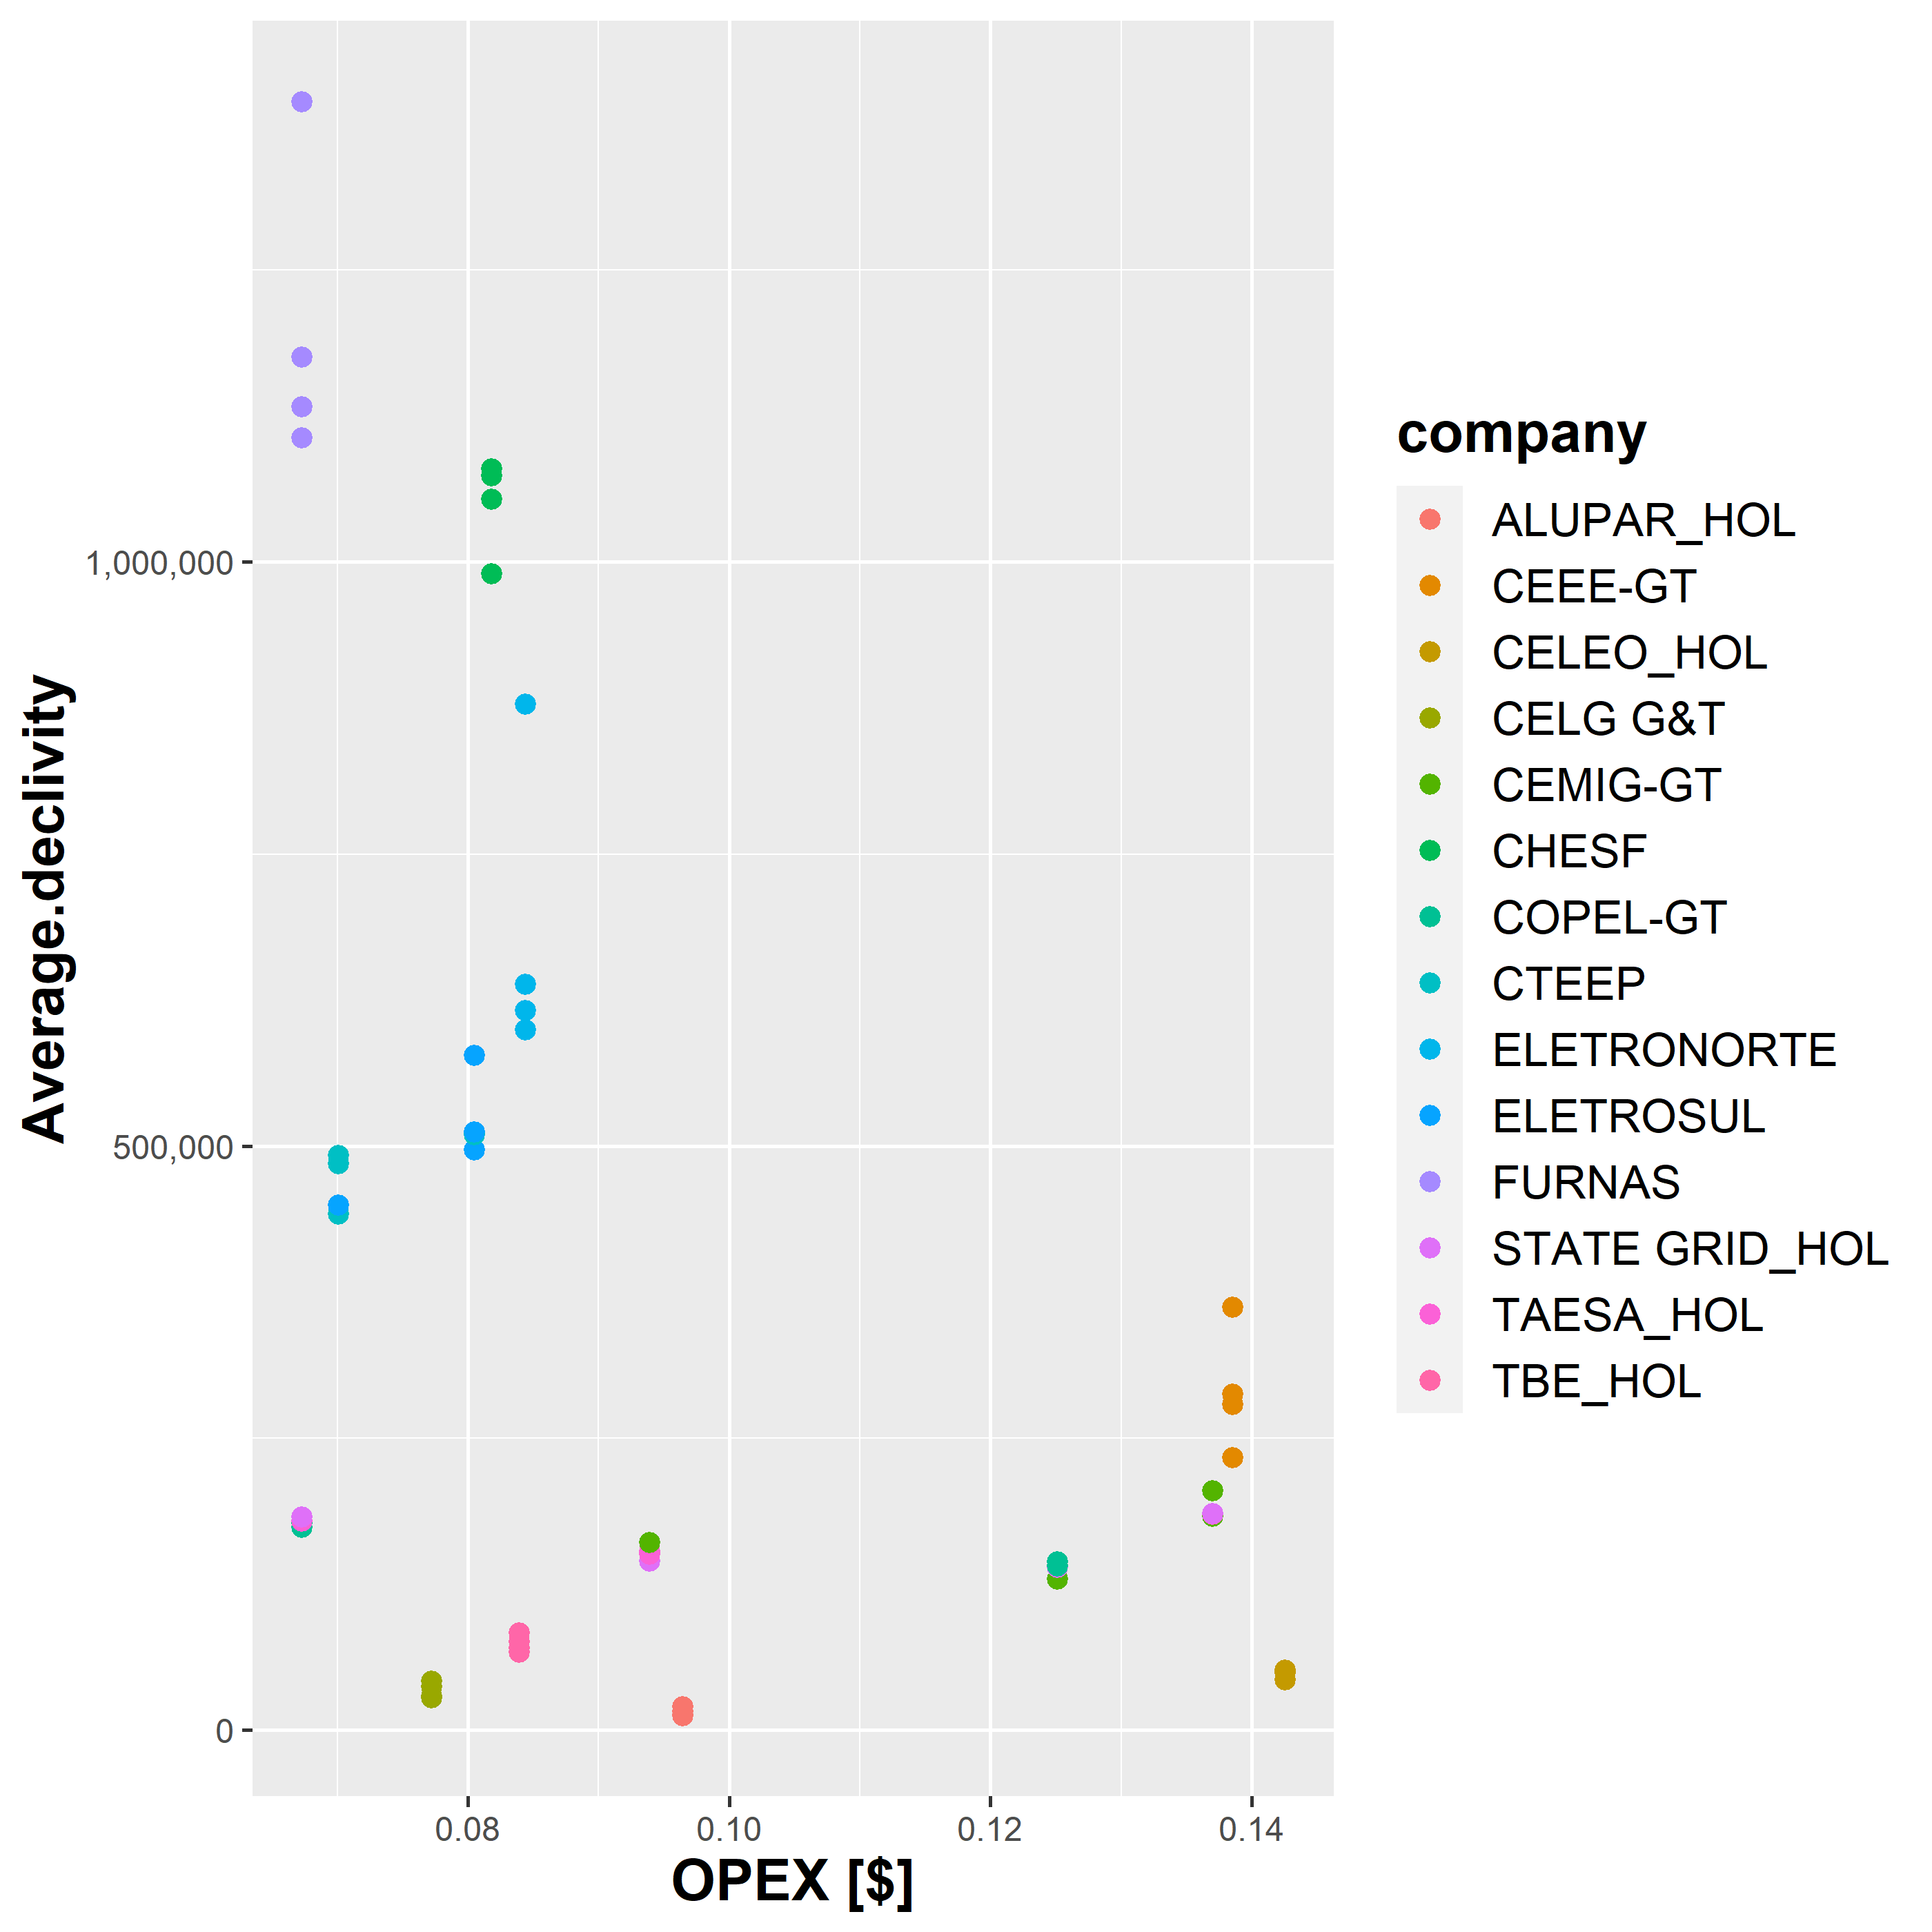 Average.declivity
1,000,000
500,000
0
0.08
0.10
0.12
0.14
OPEX [$]
company
ALUPAR_HOL
CEEE-GT
CELEO_HOL
CELG G&T
CEMIG-GT
CHESF
COPEL-GT
CTEEP
ELETRONORTE
ELETROSUL
FURNAS
STATE GRID_HOL
TAESA_HOL
TBE_HOL